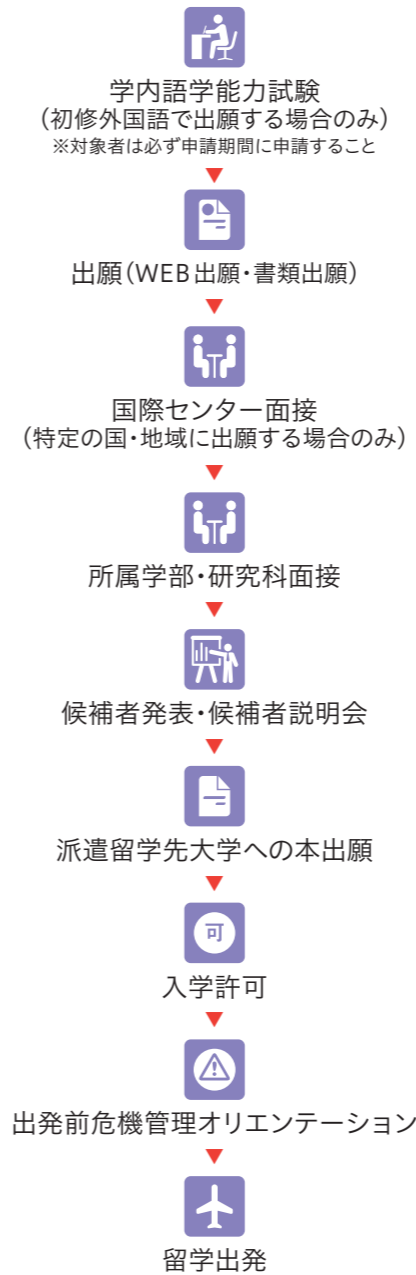 学内語学能力試験
（初修外国語で出願する場合のみ）
※対象者は必ず申請期間に申請すること
出願（WEB出願・書類出願）
国際センター面接
（特定の国・地域に出願する場合のみ）
所属学部・研究科面接
候補者発表・候補者説明会
派遣留学先大学への本出願
可
入学許可
出発前危機管理オリエンテーション
留学出発